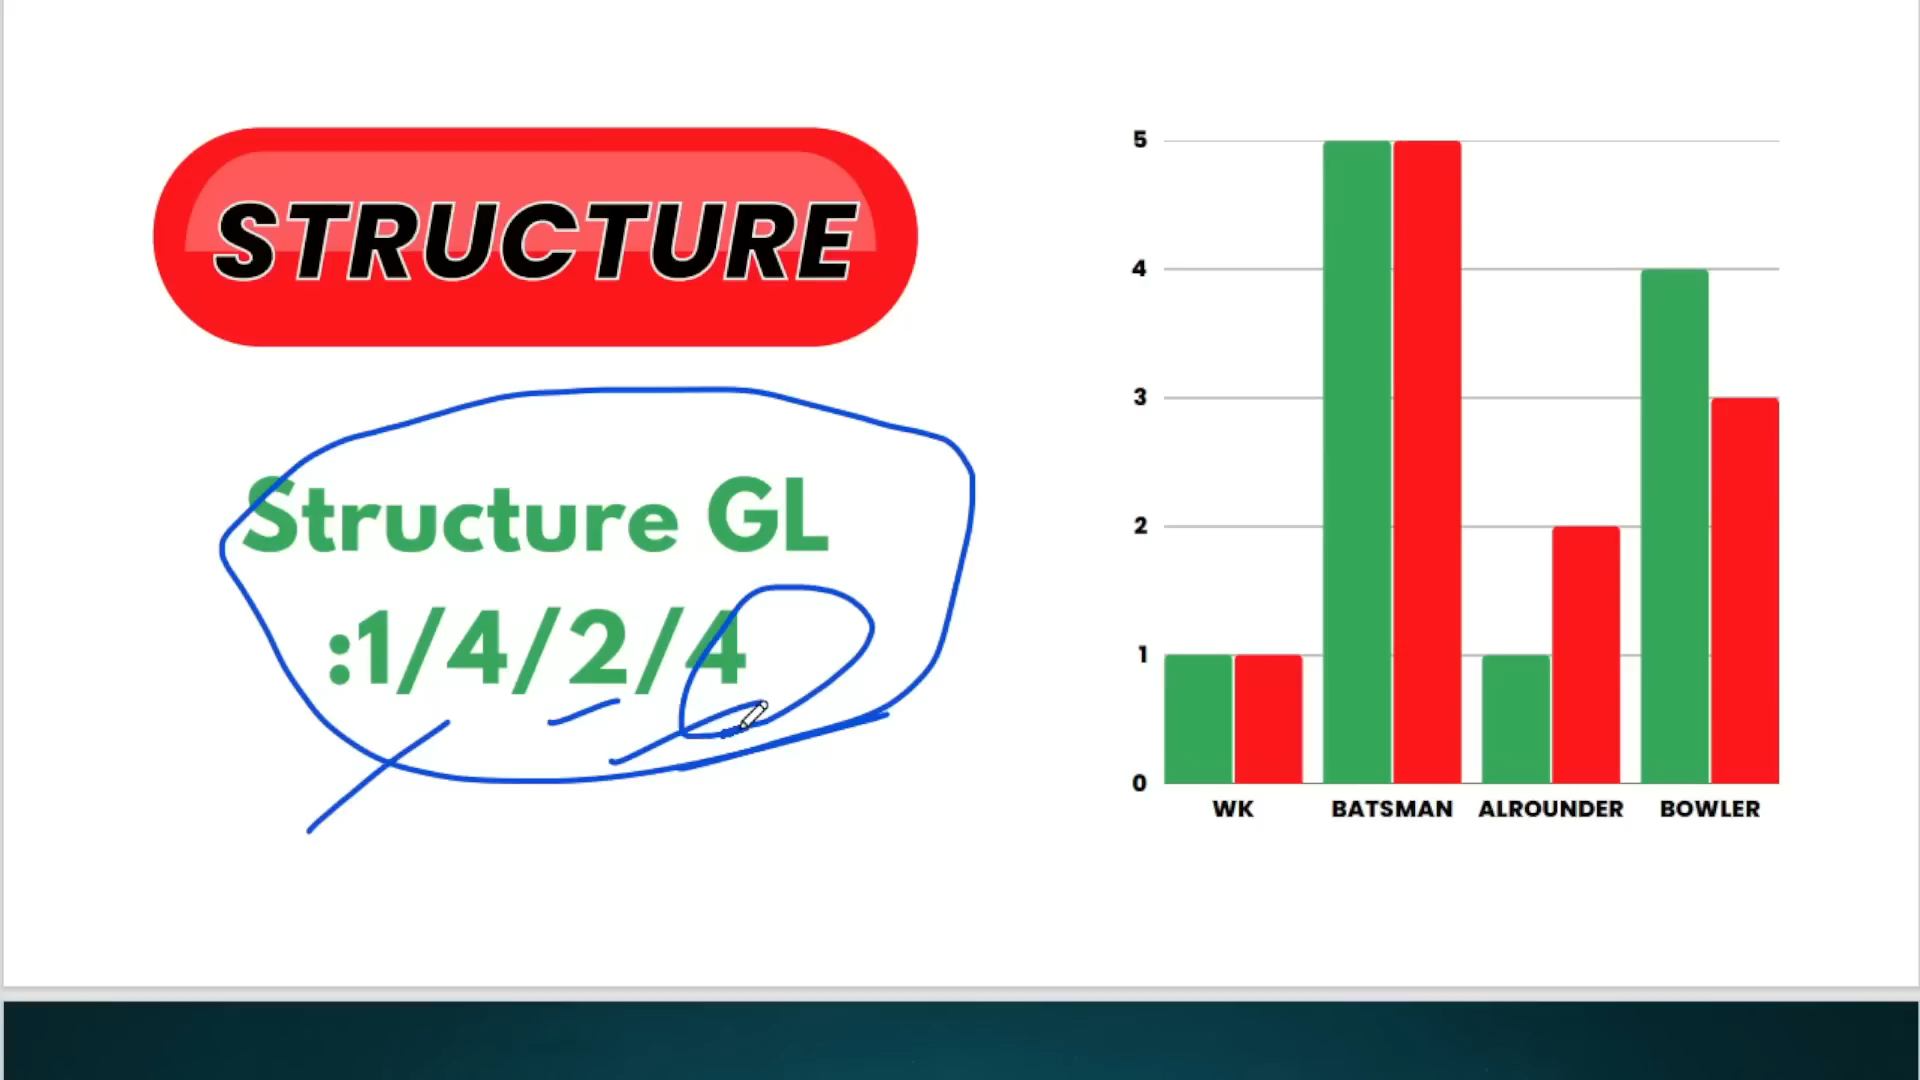 STRUCTURE
Structure GL
:1/4/2/4
5
4
3
2
1
0
WK BATSMAN ALROUNDER BOWLER